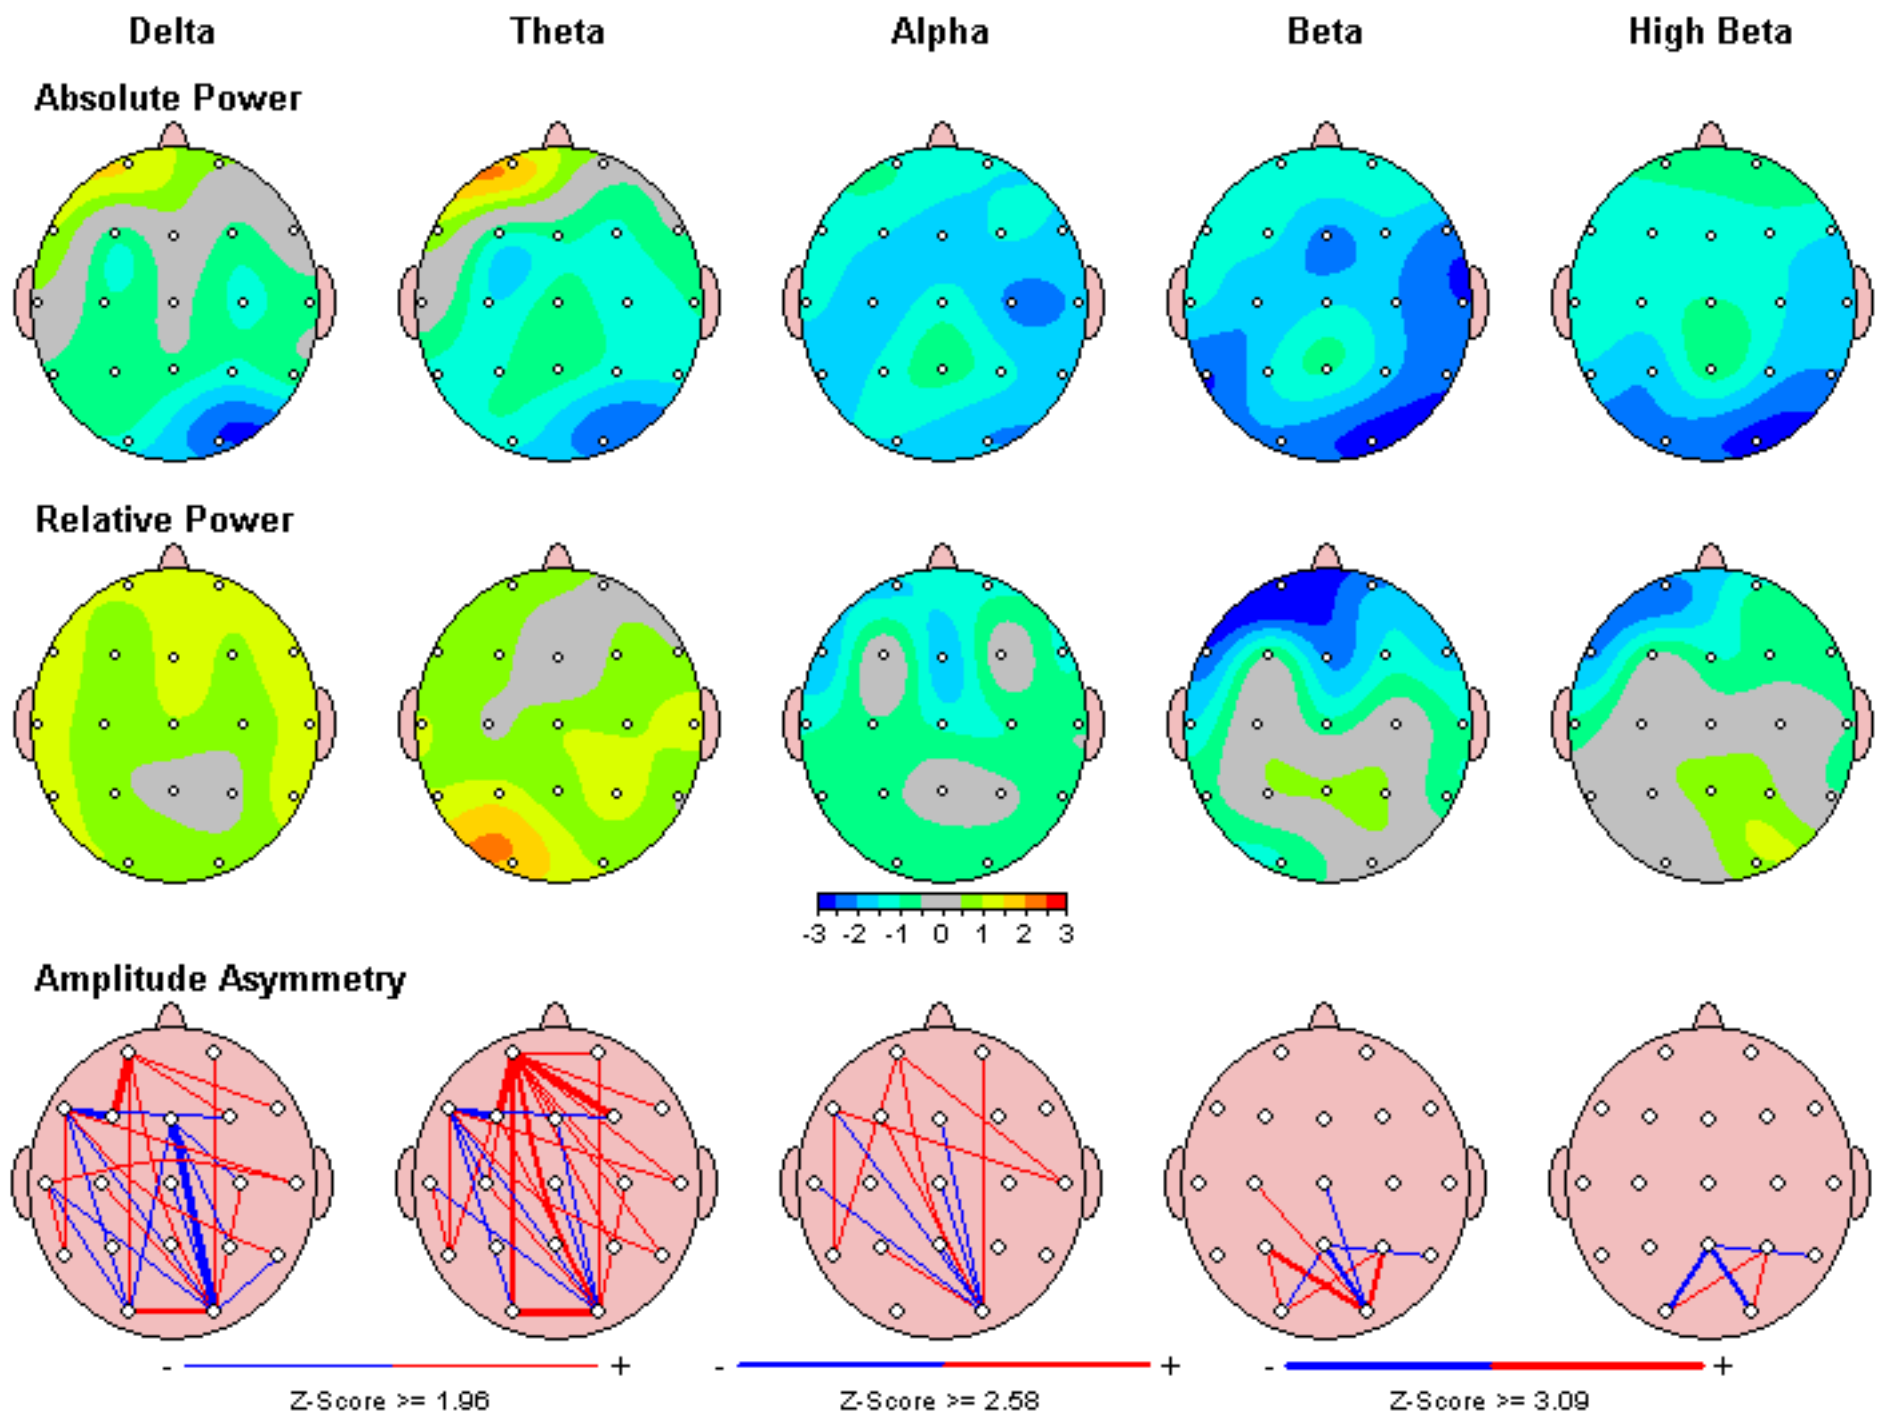 Delta Theta Alpha Beta High Beta
Absolute Power
Relative Power
-3 -2 -1 0 1 2 3
Amplitude Asymmetry
- + - + - +
Z-Score >= 1.96 Z-Score >= 2.58 Z-Score >= 3.09